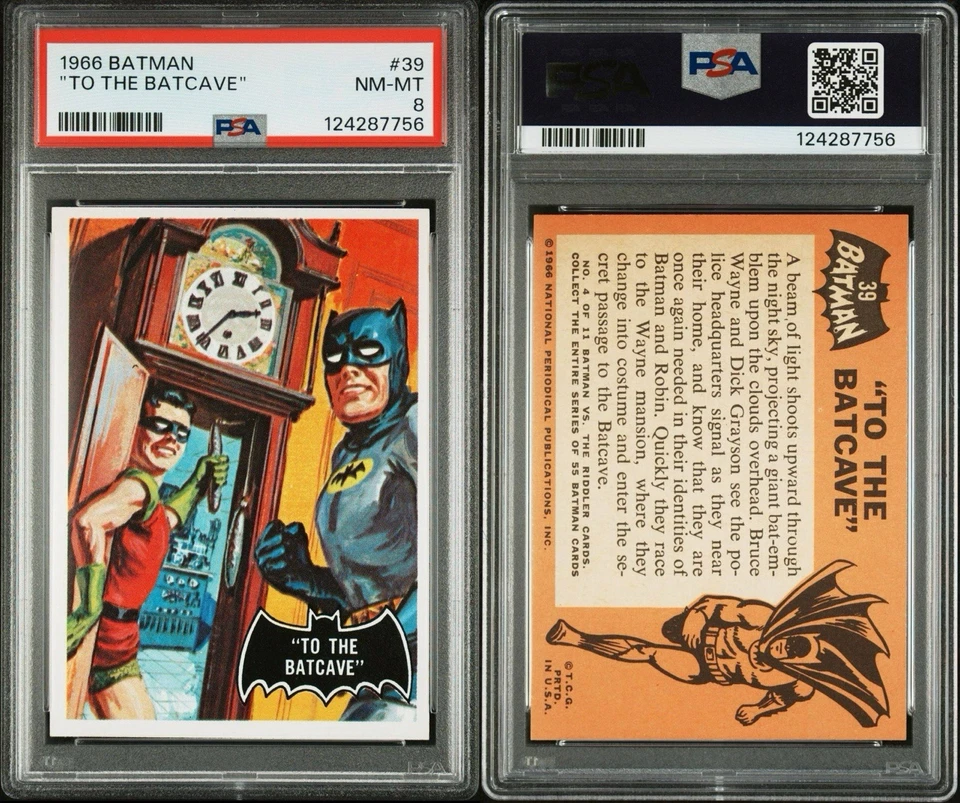 1966 BATMAN #39
"TO THE BATCAVE" NM-MT
8
PSA 124287756
"TO THE
BATCAVE"
PSA
PSA
PSA
124287756
39
BATMAN
"TO THE
BATCAVE"
A beam of light shoots upward through
the night sky, projecting a giant bat-em-
blem upon the clouds overhead. Bruce
Wayne and Dick Grayson see the po-
lice headquarters signal as they near
their home, and know that they are
once again needed in their identities of
Batman and Robin. Quickly they race
to the Wayne mansion, where they
change into costume and enter the se-
cret passage to the Batcave.
NO. 4 OF 11 BATMAN VS. THE RIDDLER CARDS.
COLLECT THE ENTIRE SERIES OF 55 BATMAN CARDS
© 1966 NATIONAL PERIODICAL PUBLICATIONS, INC.
© T.C.G.
PRTD.
IN U.S.A.
PSA